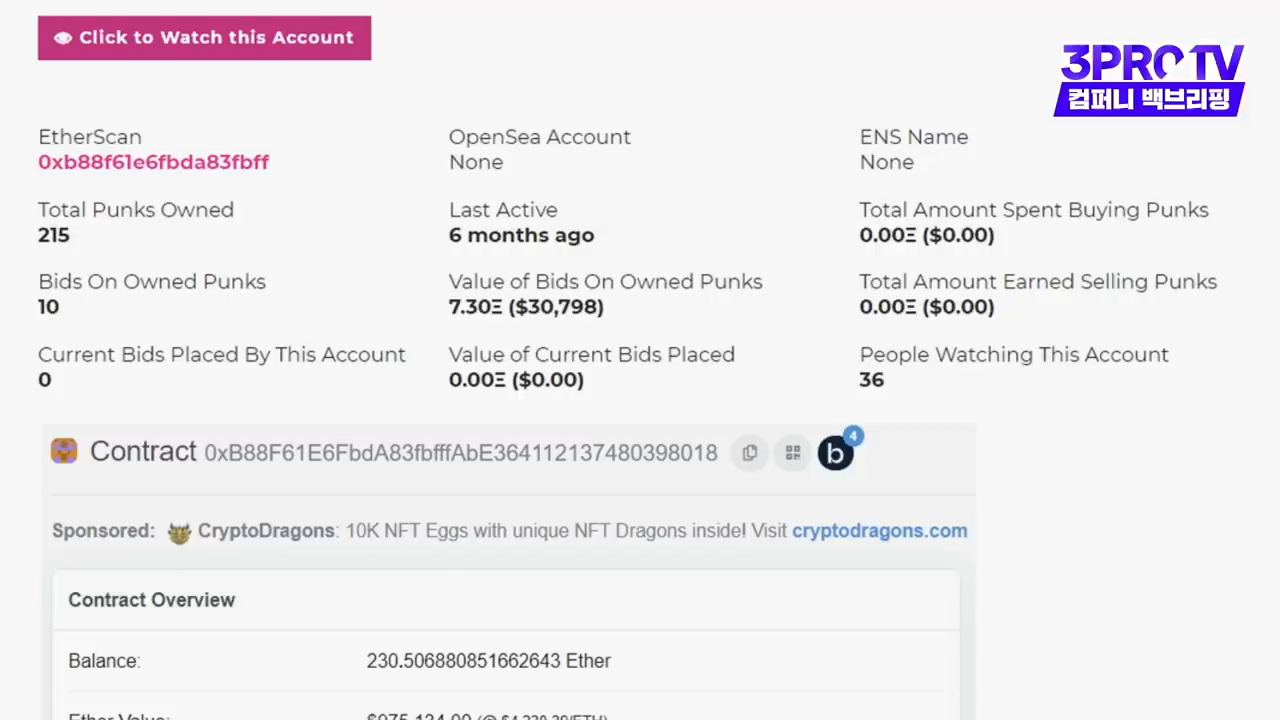 Click to Watch this Account
3PRO TV
컴퍼니 백브리핑
EtherScan
0xb88f61e6fbda83fbff
OpenSea Account
None
ENS Name
None
Total Punks Owned
215
Last Active
6 months ago
Total Amount Spent Buying Punks
0.00Ξ ($0.00)
Bids On Owned Punks
10
Value of Bids On Owned Punks
7.30Ξ ($30,798)
Total Amount Earned Selling Punks
0.00Ξ ($0.00)
Current Bids Placed By This Account
0
Value of Current Bids Placed
0.00Ξ ($0.00)
People Watching This Account
36
Contract 0xB88F61E6FbdA83fbfffAbE364112137480398018
b 4
Sponsored: CryptoDragons: 10K NFT Eggs with unique NFT Dragons inside! Visit cryptodragons.com
Contract Overview
Balance: 230.506880851662643 Ether
Ether Value: